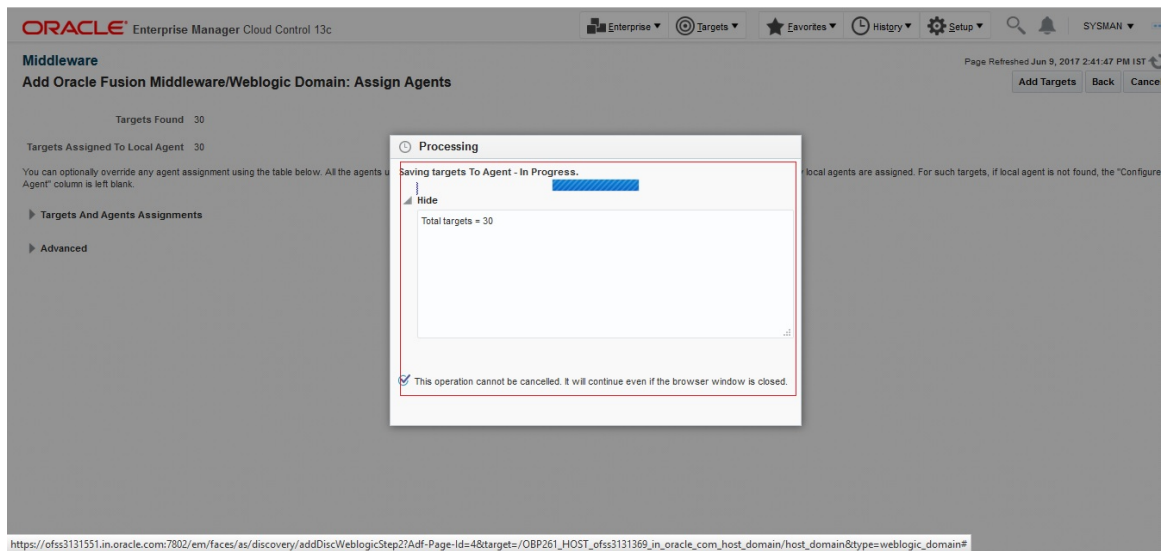 ORACLE Enterprise Manager Cloud Control 13c
Enterprise Targets Favorites History Setup SYSMAN
Middleware
Page Refreshed Jun 9, 2017 2:41:47 PM IST
Add Oracle Fusion Middleware/Weblogic Domain: Assign Agents
Add Targets Back Cance
Targets Found 30
Targets Assigned To Local Agent 30
You can optionally override any agent assignment using the table below. All the agents u
local agents are assigned. For such targets, if local agent is not found, the "Configure
Agent" column is left blank.
Targets And Agents Assignments
Advanced
Processing
Saving targets To Agent - In Progress.
Hide
Total targets = 30
This operation cannot be cancelled. It will continue even if the browser window is closed.
https://ofss3131551.in.oracle.com:7802/em/faces/as/discovery/addDiscWeblogicStep2?Adf-Page-Id=4&target=/OBP261_HOST_ofss3131369_in_oracle_com_host_domain/host_domain&type=weblogic_domain#